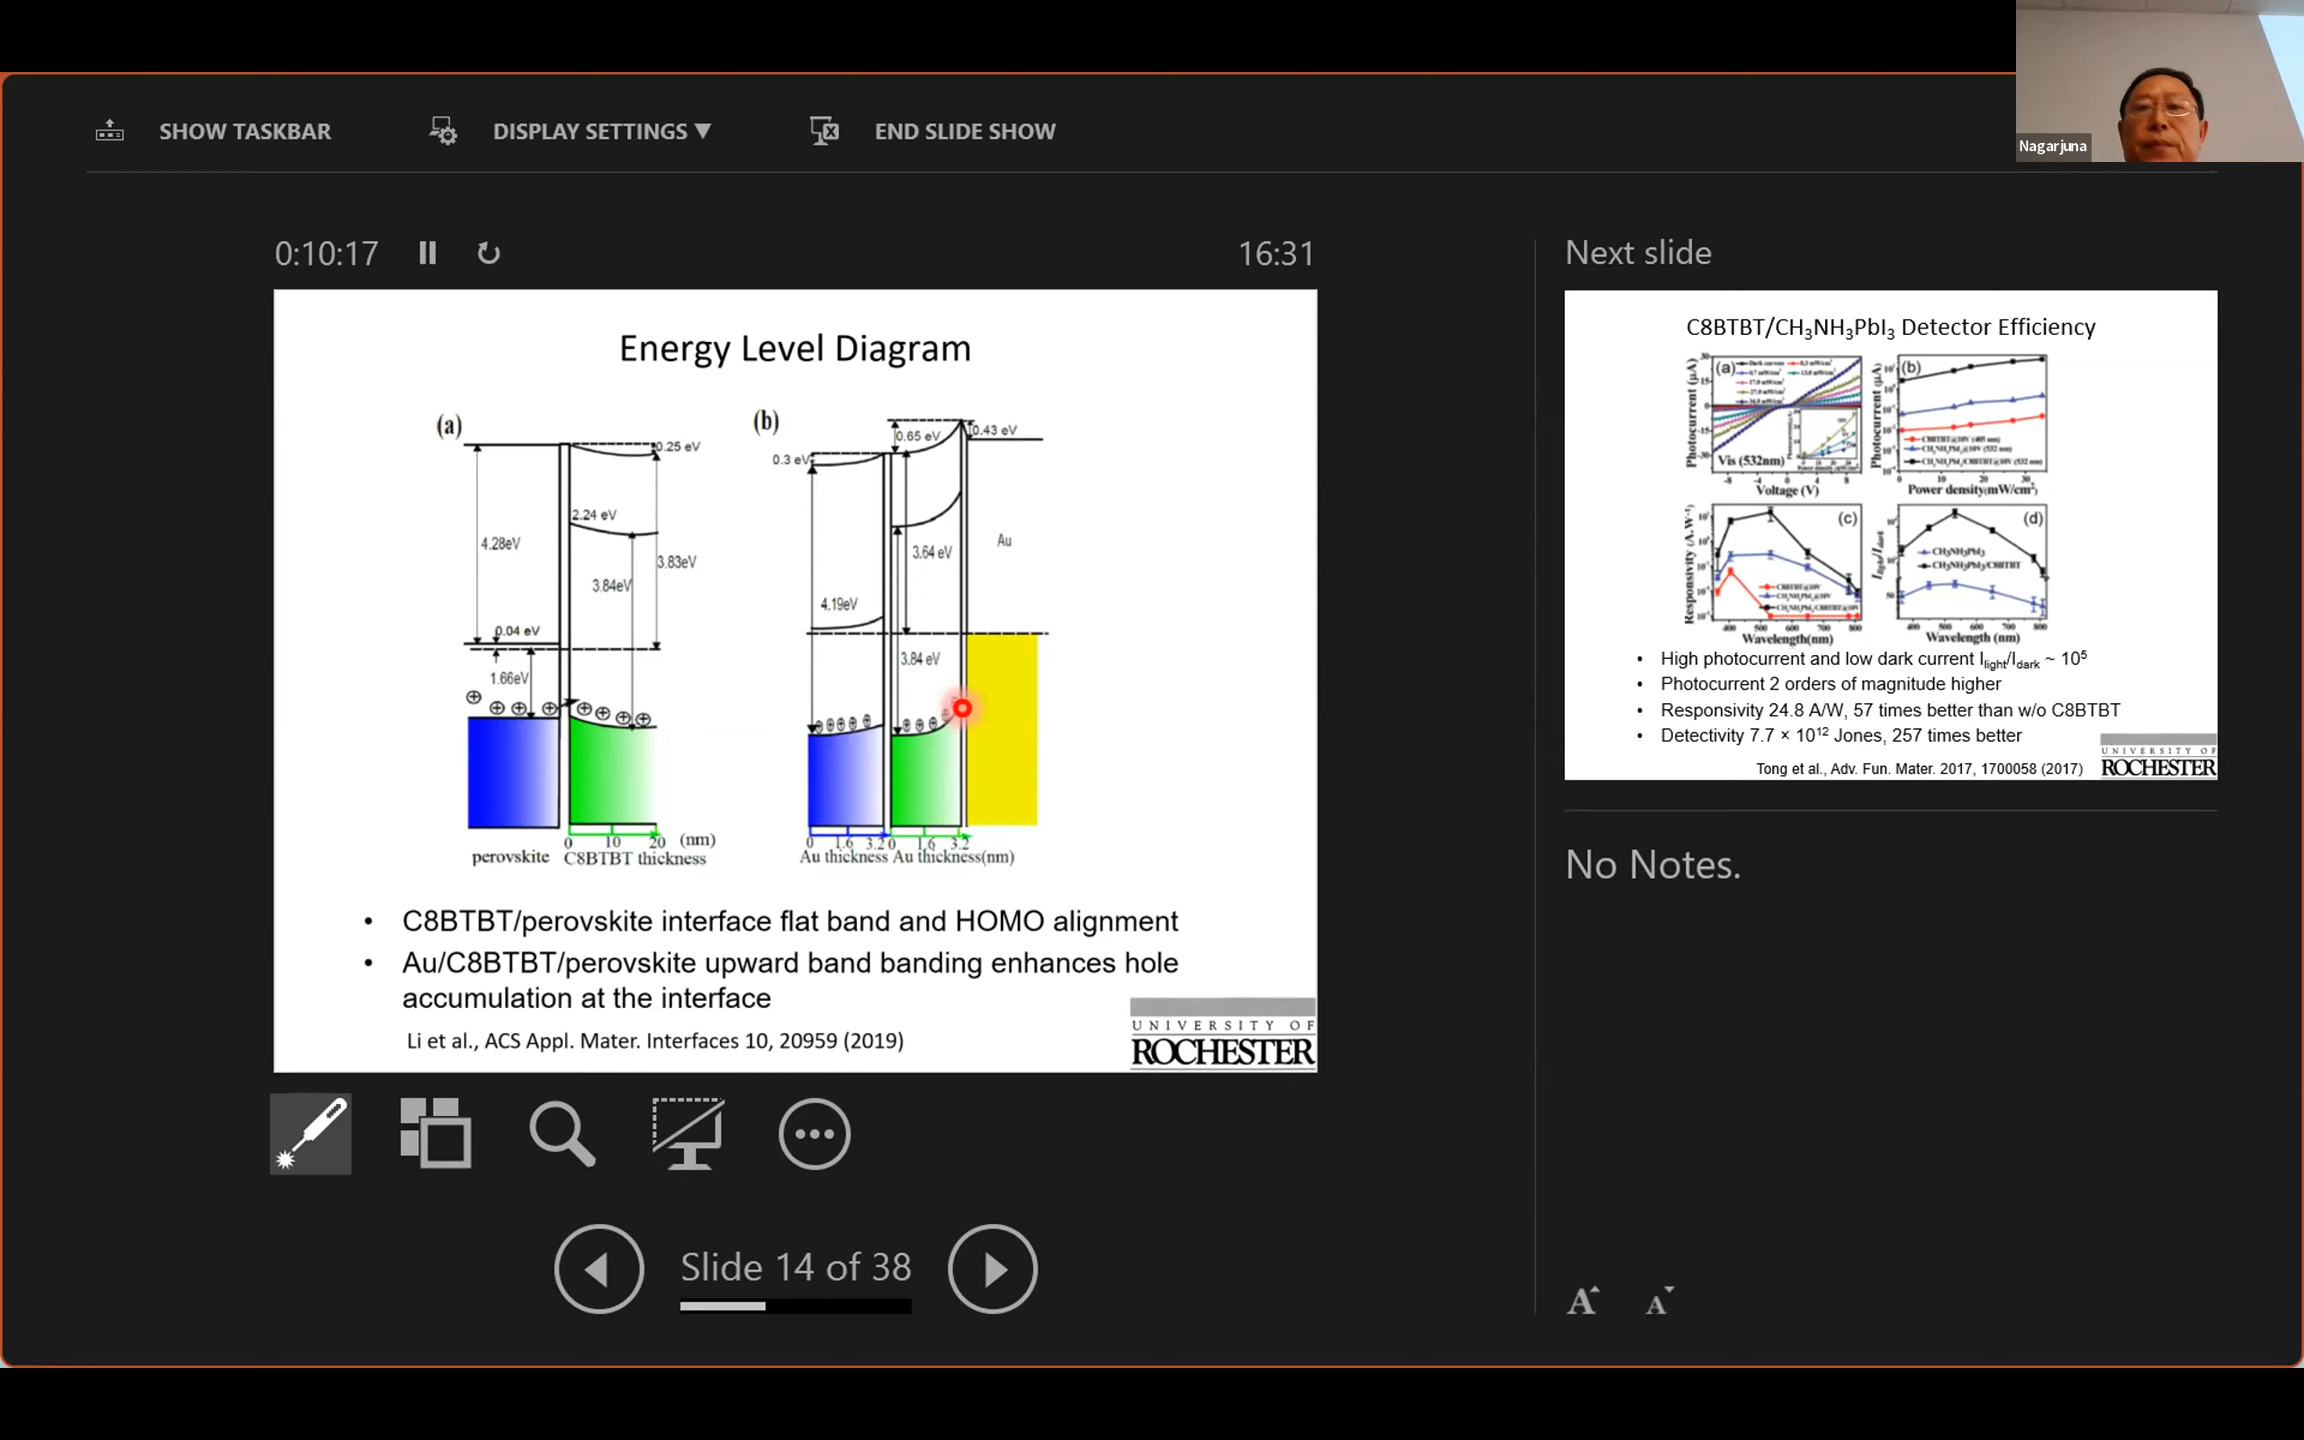 Nagarjuna
SHOW TASKBAR
DISPLAY SETTINGS ▼
END SLIDE SHOW
0:10:17
16:31
Next slide
Energy Level Diagram
(a)
0.25 eV
2.24 eV
4.28eV
3.83eV
3.84eV
0.04 eV
1.66eV
0 10 20 (nm)
perovskite C8BTBT thickness
(b)
0.65 eV
0.43 eV
0.3 eV
3.64 eV
Au
4.19eV
3.84 eV
0 1.6 3.2 0 1.6 3.2
Au thickness Au thickness(nm)
• C8BTBT/perovskite interface flat band and HOMO alignment
• Au/C8BTBT/perovskite upward band banding enhances hole
accumulation at the interface
Li et al., ACS Appl. Mater. Interfaces 10, 20959 (2019)
UNIVERSITY OF
ROCHESTER
C8BTBT/CH₃NH₃PbI₃ Detector Efficiency
(a)
Photocurrent (μA)
Vis (532nm)
Voltage (V)
(b)
Photocurrent (μA)
Power density(mW/cm²)
(c)
Responsivity (A.W⁻¹)
Wavelength(nm)
(d)
I_light/I_dark
CH₃NH₃PbI₃
CH₃NH₃PbI₃/C8BTBT
Wavelength (nm)
• High photocurrent and low dark current I_light/I_dark ~ 10⁵
• Photocurrent 2 orders of magnitude higher
• Responsivity 24.8 A/W, 57 times better than w/o C8BTBT
• Detectivity 7.7 × 10¹² Jones, 257 times better
Tong et al., Adv. Fun. Mater. 2017, 1700058 (2017)
UNIVERSITY OF
ROCHESTER
No Notes.
Slide 14 of 38
A A